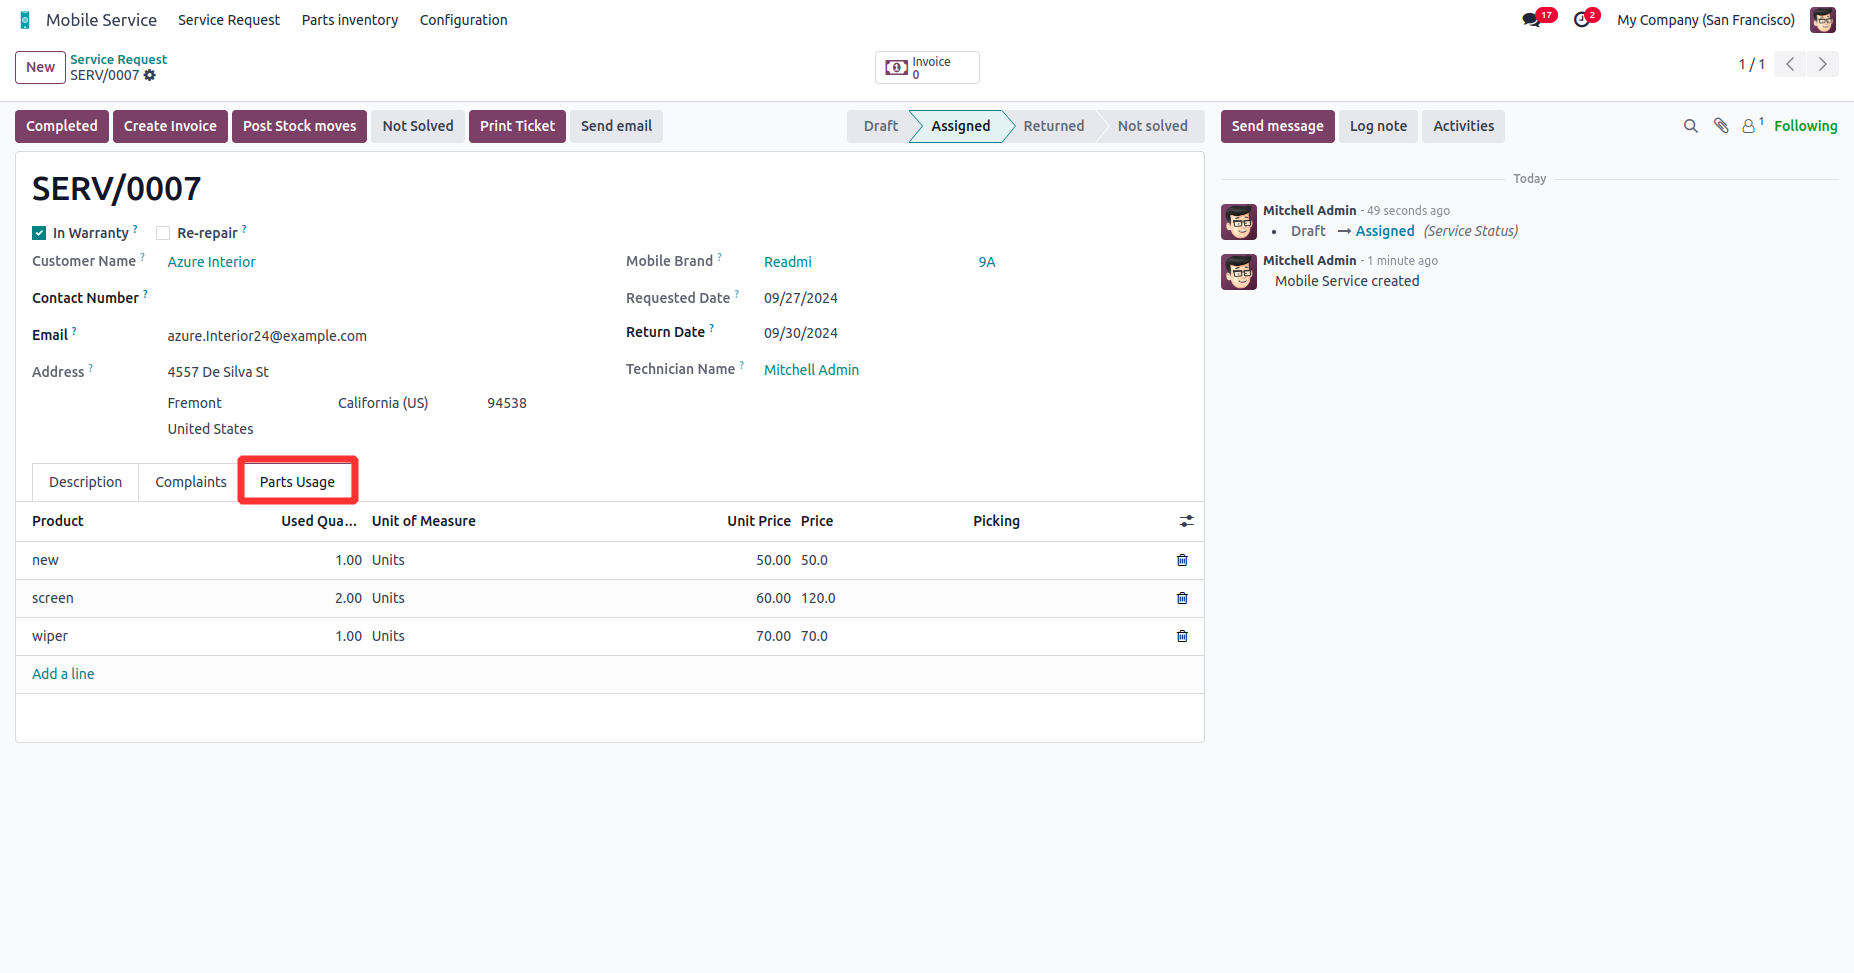 Mobile Service Service Request Parts inventory Configuration 17 2 My Company (San Francisco)
New Service Request
SERV/0007
Invoice
0
1 / 1
Completed Create Invoice Post Stock moves Not Solved Print Ticket Send email Draft Assigned Returned Not solved
Send message Log note Activities 1 Following
SERV/0007
In Warranty ? Re-repair ?
Customer Name ? Azure Interior
Contact Number ?
Email ? azure.Interior24@example.com
Address ? 4557 De Silva St
Fremont California (US) 94538
United States
Mobile Brand ? Readmi 9A
Requested Date ? 09/27/2024
Return Date ? 09/30/2024
Technician Name ? Mitchell Admin
Description Complaints Parts Usage
Product Used Qua... Unit of Measure Unit Price Price Picking
new 1.00 Units 50.00 50.0
screen 2.00 Units 60.00 120.0
wiper 1.00 Units 70.00 70.0
Add a line
Today
Mitchell Admin - 49 seconds ago
• Draft → Assigned (Service Status)
Mitchell Admin - 1 minute ago
Mobile Service created